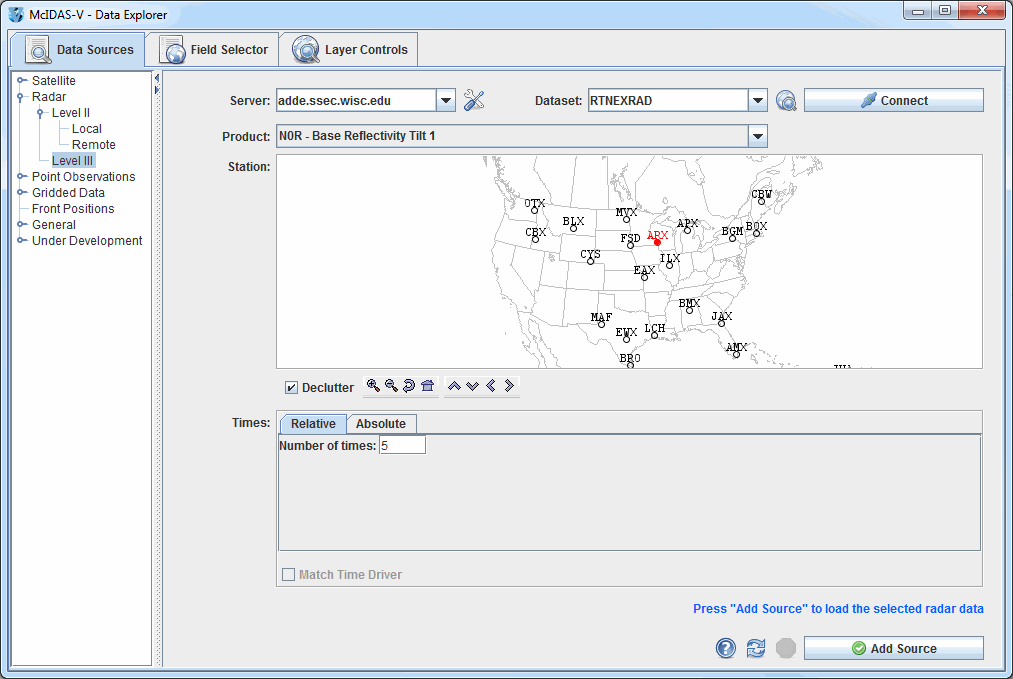 McIDAS-V - Data Explorer
Data Sources Field Selector Layer Controls
Satellite
Radar
Level II
Local
Remote
Level III
Point Observations
Gridded Data
Front Positions
General
Under Development
Server: adde.ssec.wisc.edu Dataset: RTNEXRAD Connect
Product: N0R - Base Reflectivity Tilt 1
Station:
CBW
OTX
MVX
BLX
APX
BOX
CBX
FSD
ARX
BGM
CYS
ILX
EAX
BMX
MAF
JAX
EWX
LCH
AMX
BRO
Declutter
Times: Relative Absolute
Number of times: 5
Match Time Driver
Press "Add Source" to load the selected radar data
Add Source